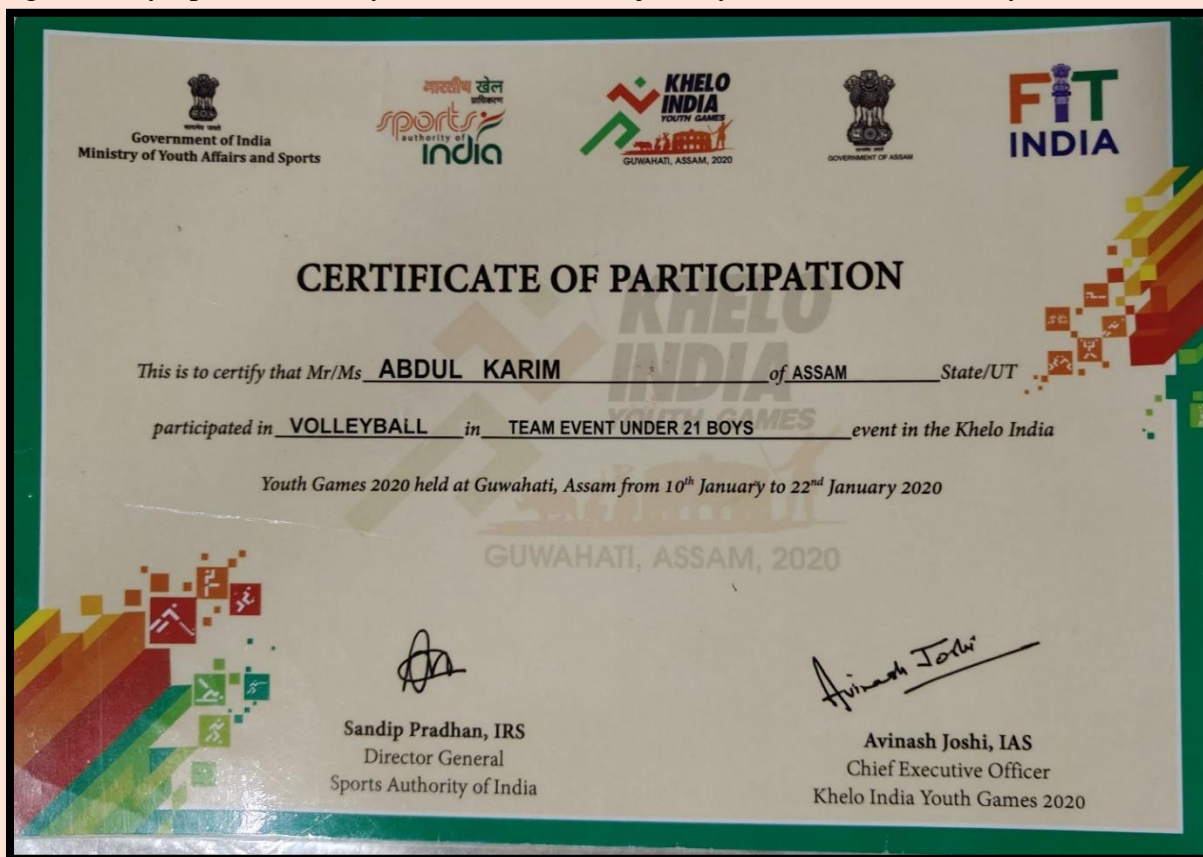 Government of India
Ministry of Youth Affairs and Sports
भारतीय खेल
प्राधिकरण
sports
authority of
india
KHELO
INDIA
YOUTH GAMES
GUWAHATI, ASSAM, 2020
GOVERNMENT OF ASSAM
FIT
INDIA
CERTIFICATE OF PARTICIPATION
This is to certify that Mr/Ms ABDUL KARIM of ASSAM State/UT
participated in VOLLEYBALL in TEAM EVENT UNDER 21 BOYS event in the Khelo India
Youth Games 2020 held at Guwahati, Assam from 10th January to 22nd January 2020
KHELO
INDIA
YOUTH GAMES
GUWAHATI, ASSAM, 2020
Avinash Joshi
Sandip Pradhan, IRS
Director General
Sports Authority of India
Avinash Joshi, IAS
Chief Executive Officer
Khelo India Youth Games 2020